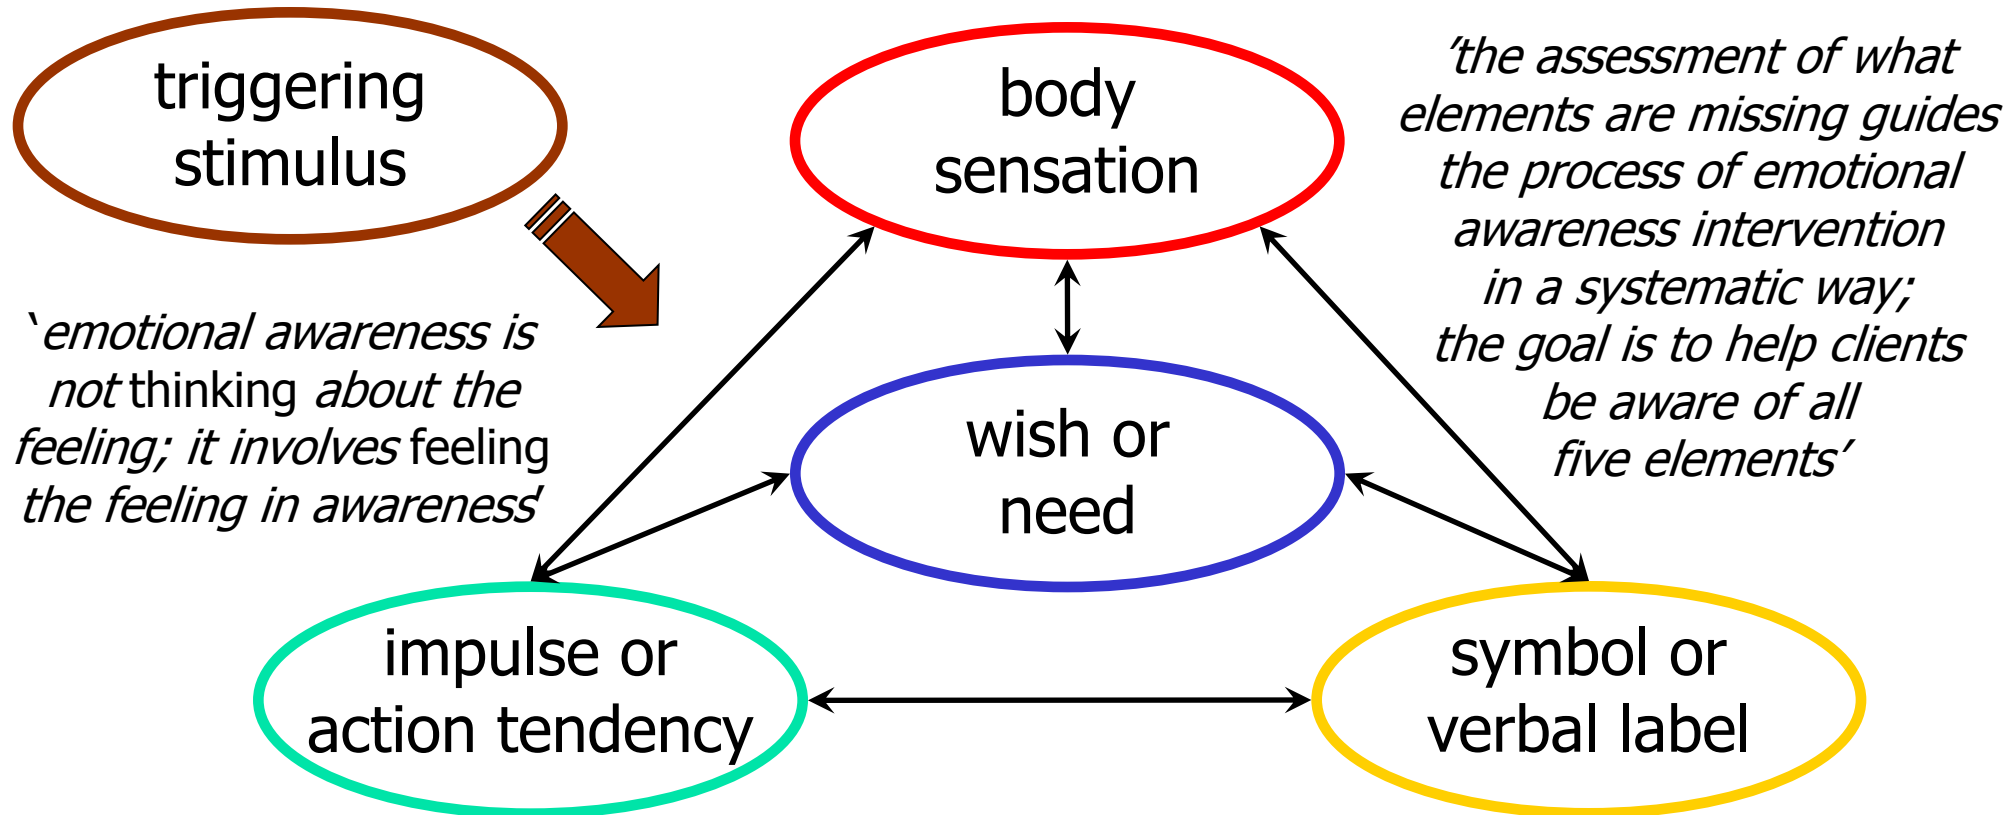 triggering
stimulus
body
sensation
'the assessment of what
elements are missing guides
the process of emotional
awareness intervention
in a systematic way;
the goal is to help clients
be aware of all
five elements'
`emotional awareness is
not thinking about the
feeling; it involves feeling
the feeling in awareness'
wish or
need
impulse or
action tendency
symbol or
verbal label